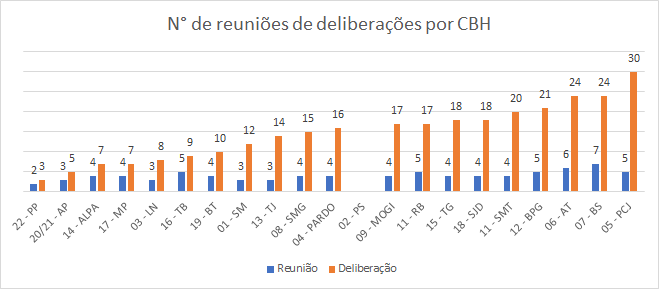 N° de reuniões de deliberações por CBH
2 3 3 5 4 7 4 7 3 8 5 9 4 10 3 12 3 14 4 15 4 16 4 17 5 17 4 18 4 18 4 20 5 21 6 24 7 24 5 30
22 - PP
20/21 - AP
14 - ALPA
17 - MP
03 - LN
16 - TB
19 - BT
01 - SM
13 - TJ
08 - SMG
04 - PARDO
02 - PS
09 - MOGI
11 - RB
15 - TG
18 - SJD
11 - SMT
12 - BPG
06 - AT
07 - BS
05 - PCJ
Reunião Deliberação